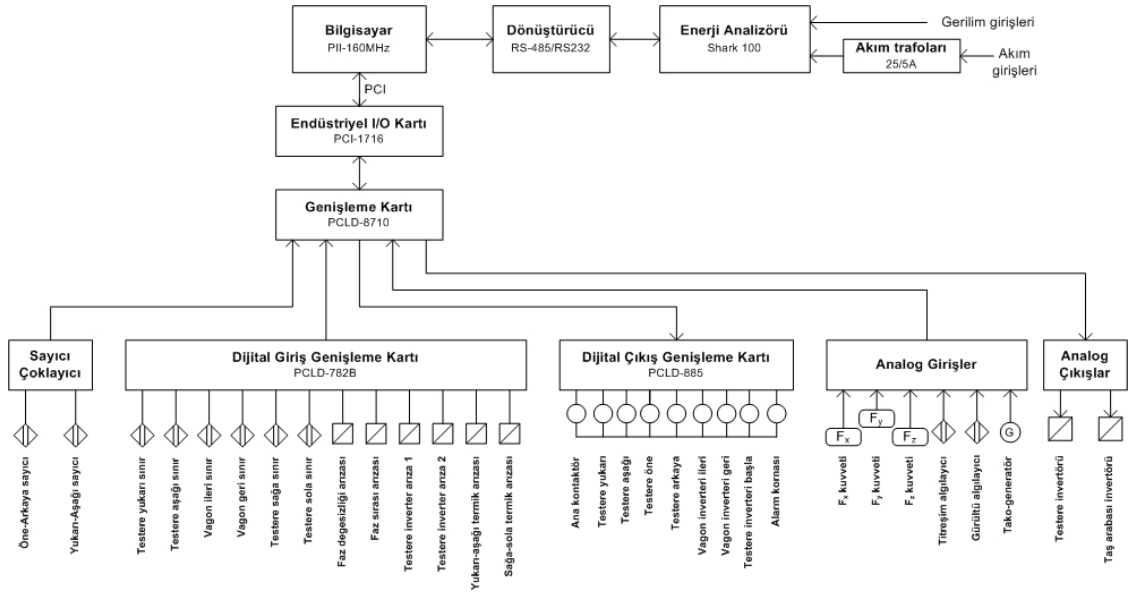 Bilgisayar
PII-160MHz
Dönüştürücü
RS-485/RS232
Enerji Analizörü
Shark 100
Gerilim girişleri
Akım trafoları
25/5A
Akım
girişleri
PCI
Endüstriyel I/O Kartı
PCI-1716
Genişleme Kartı
PCLD-8710
Sayıcı
Çoklayıcı
Dijital Giriş Genişleme Kartı
PCLD-782B
Dijital Çıkış Genişleme Kartı
PCLD-885
Analog Girişler
Analog
Çıkışlar
Fx
Fy
Fz
G
Öne-Arkaya sayıcı
Yukarı-Aşağı sayıcı
Testere yukarı sınır
Testere aşağı sınır
Vagon ileri sınır
Vagon geri sınır
Testere sağa sınır
Testere sola sınır
Faz degesizliği arızası
Faz sırası arızası
Testere inverter arıza 1
Testere inverter arıza 2
Yukarı-aşağı termik arızası
Sağa-sola termik arızası
Ana kontaktör
Testere yukarı
Testere aşağı
Testere öne
Testere arkaya
Vagon inverteri ileri
Vagon inverteri geri
Testere inverteri başla
Alarm kornası
Fx kuvveti
Fy kuvveti
Fz kuvveti
Titreşim algılayıcı
Gürültü algılayıcı
Tako-generatör
Testere invertörü
Taş arabası invertörü